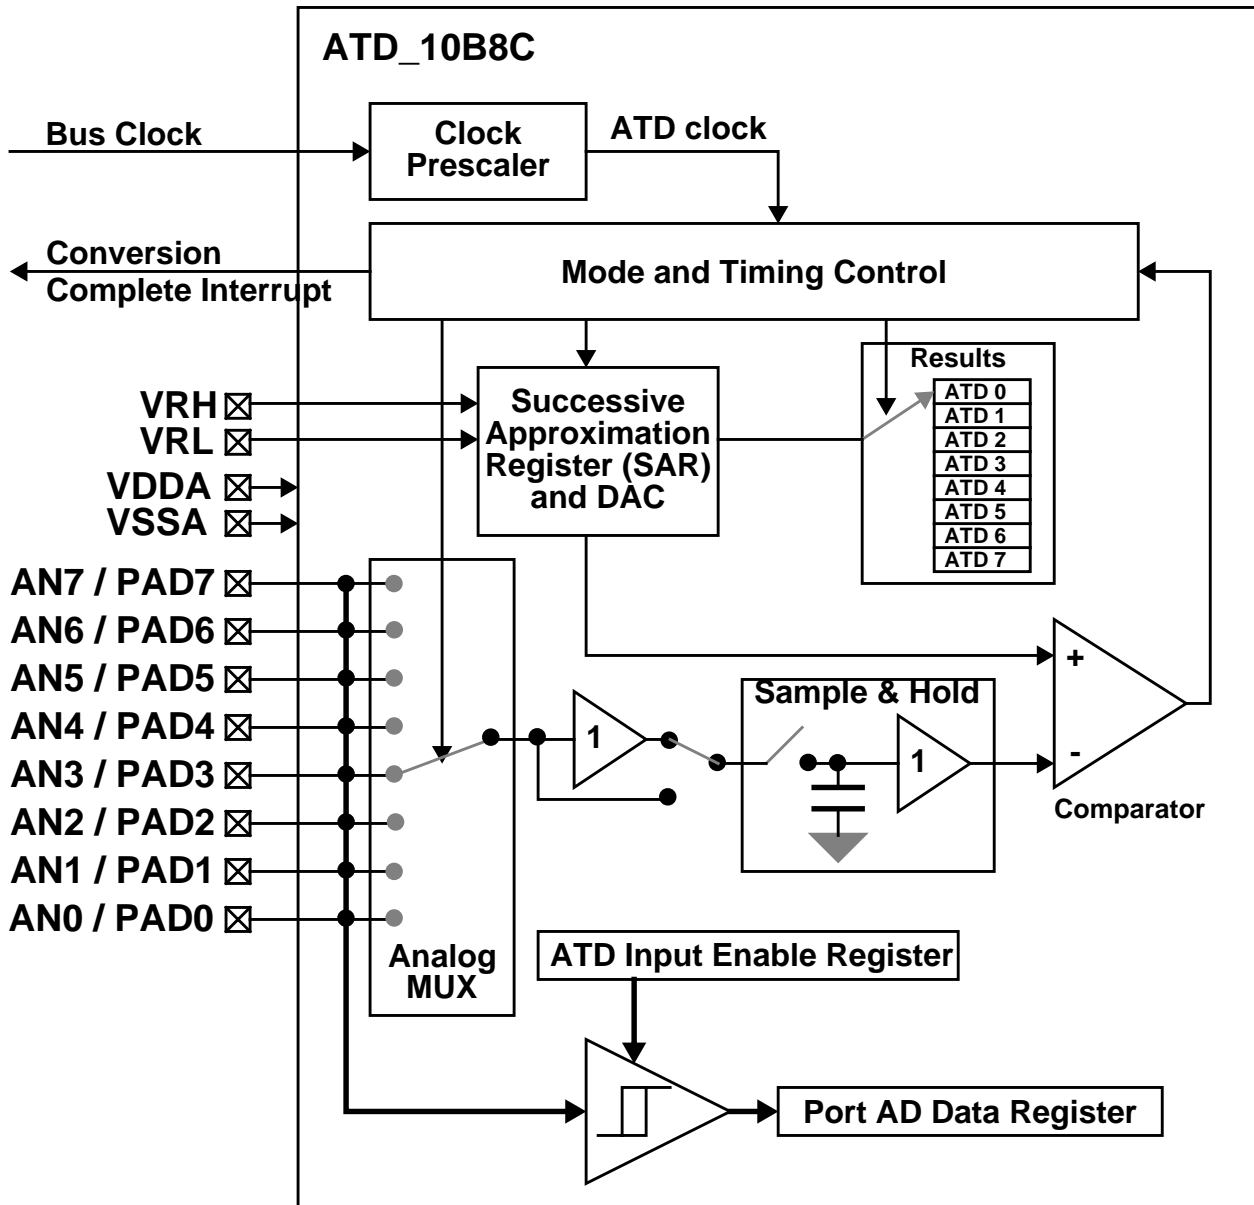 ATD_10B8C
Bus Clock
Clock
Prescaler
ATD clock
Conversion
Complete Interrupt
Mode and Timing Control
Results
ATD 0
ATD 1
ATD 2
ATD 3
ATD 4
ATD 5
ATD 6
ATD 7
VRH
VRL
VDDA
VSSA
Successive
Approximation
Register (SAR)
and DAC
AN7 / PAD7
AN6 / PAD6
AN5 / PAD5
AN4 / PAD4
AN3 / PAD3
AN2 / PAD2
AN1 / PAD1
AN0 / PAD0
Analog
MUX
1
Sample & Hold
1
+
-
Comparator
ATD Input Enable Register
Port AD Data Register